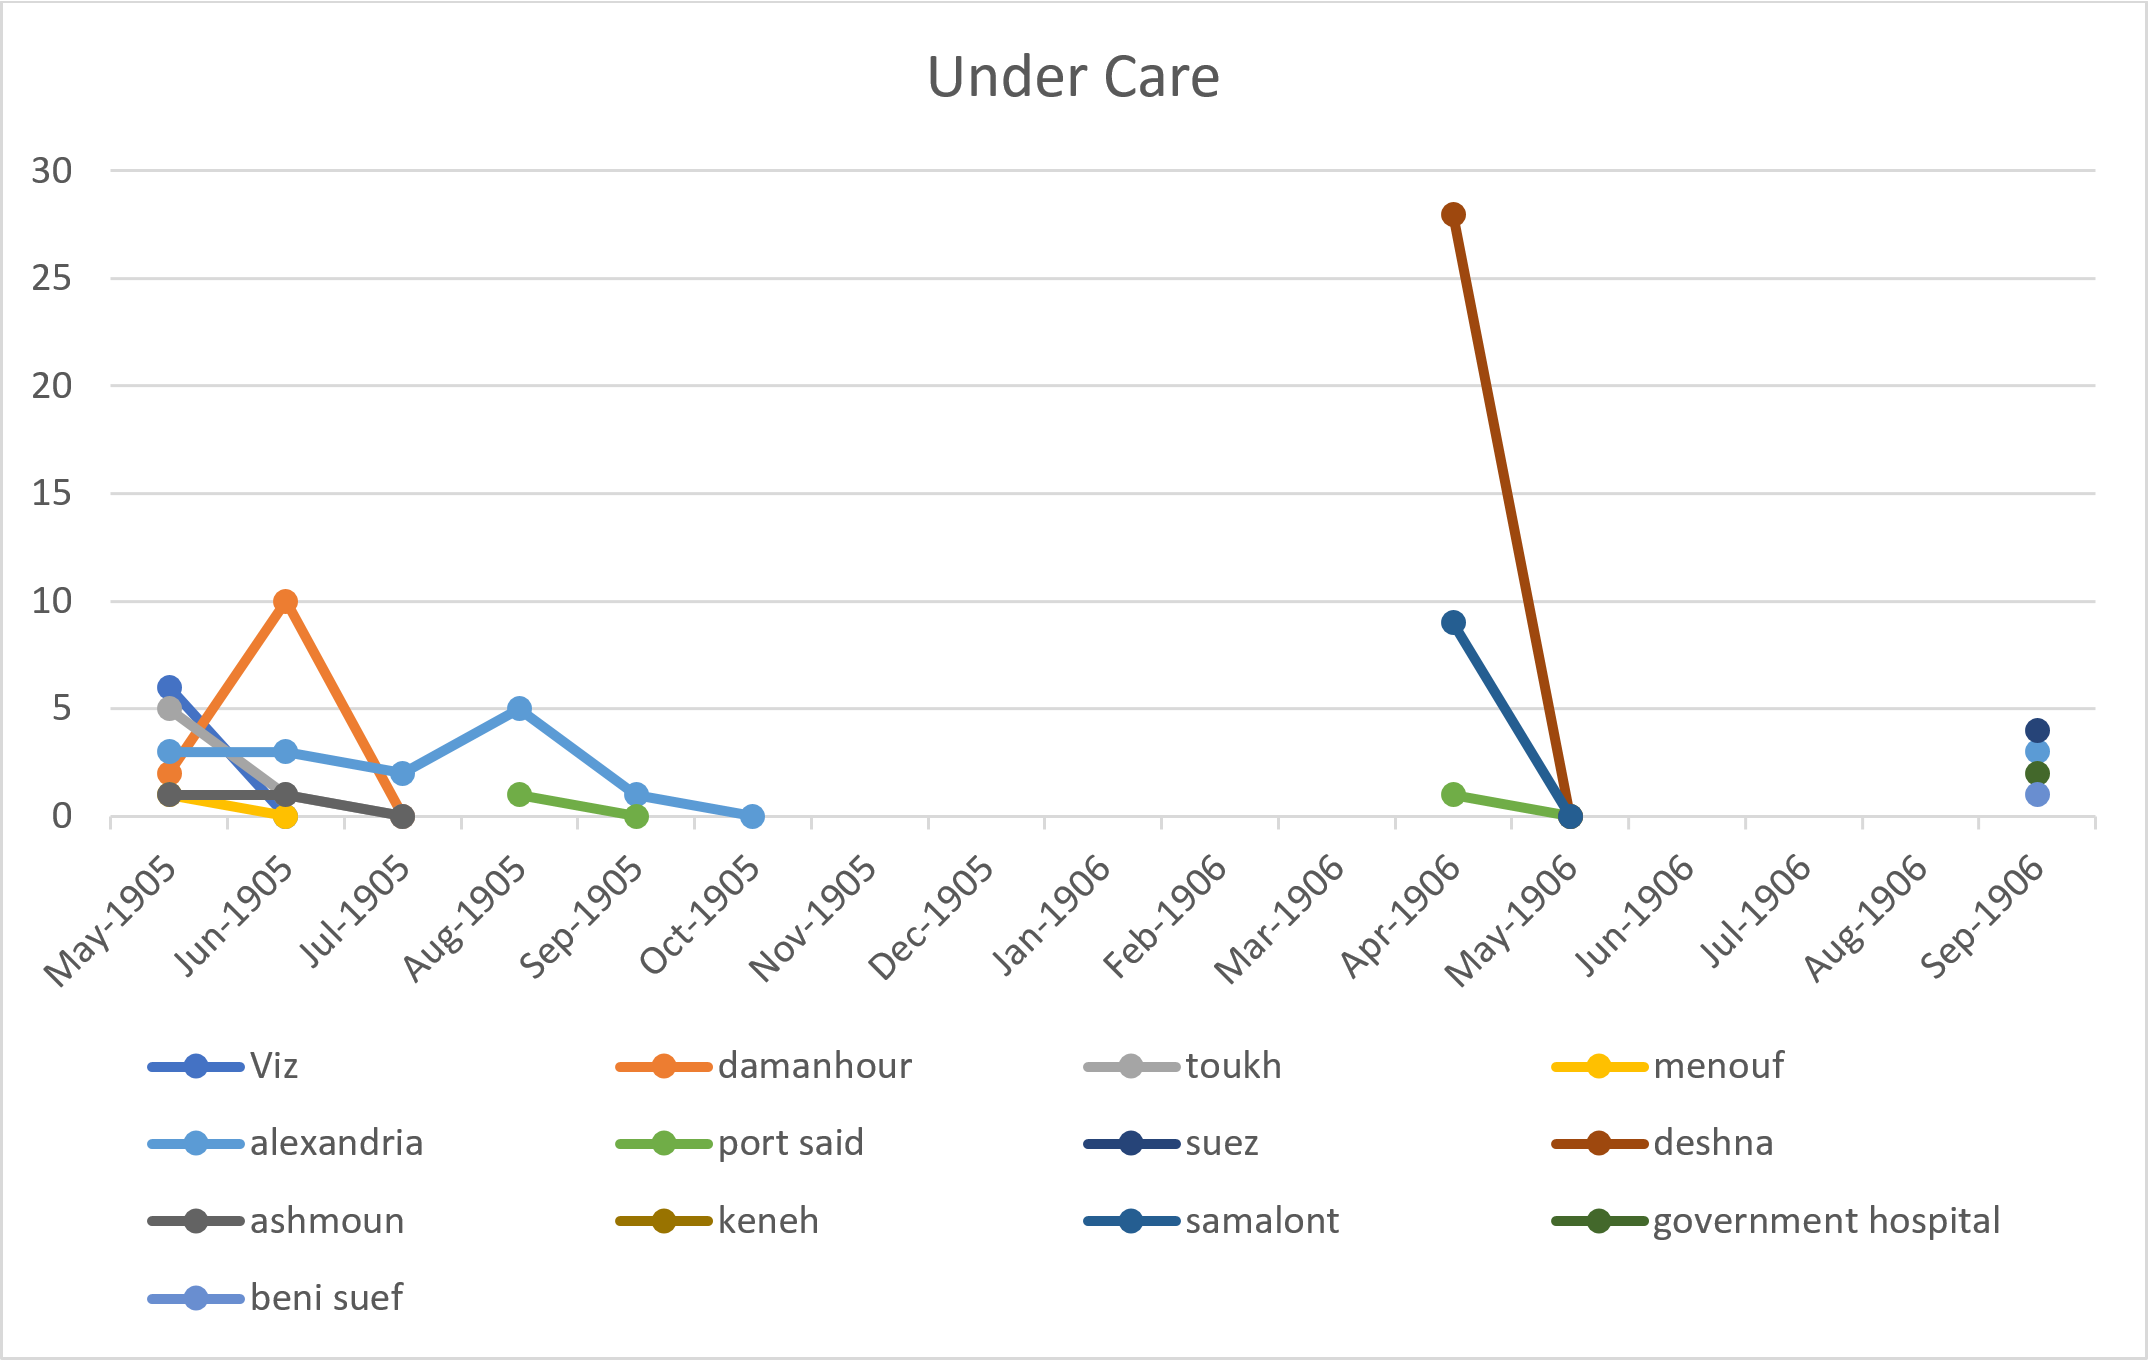 Under Care
30
25
20
15
10
5
0
May-1905 Jun-1905 Jul-1905 Aug-1905 Sep-1905 Oct-1905 Nov-1905 Dec-1905 Jan-1906 Feb-1906 Mar-1906 Apr-1906 May-1906 Jun-1906 Jul-1906 Aug-1906 Sep-1906
Viz damanhour toukh menouf
alexandria port said suez deshna
ashmoun keneh samalont government hospital
beni suef